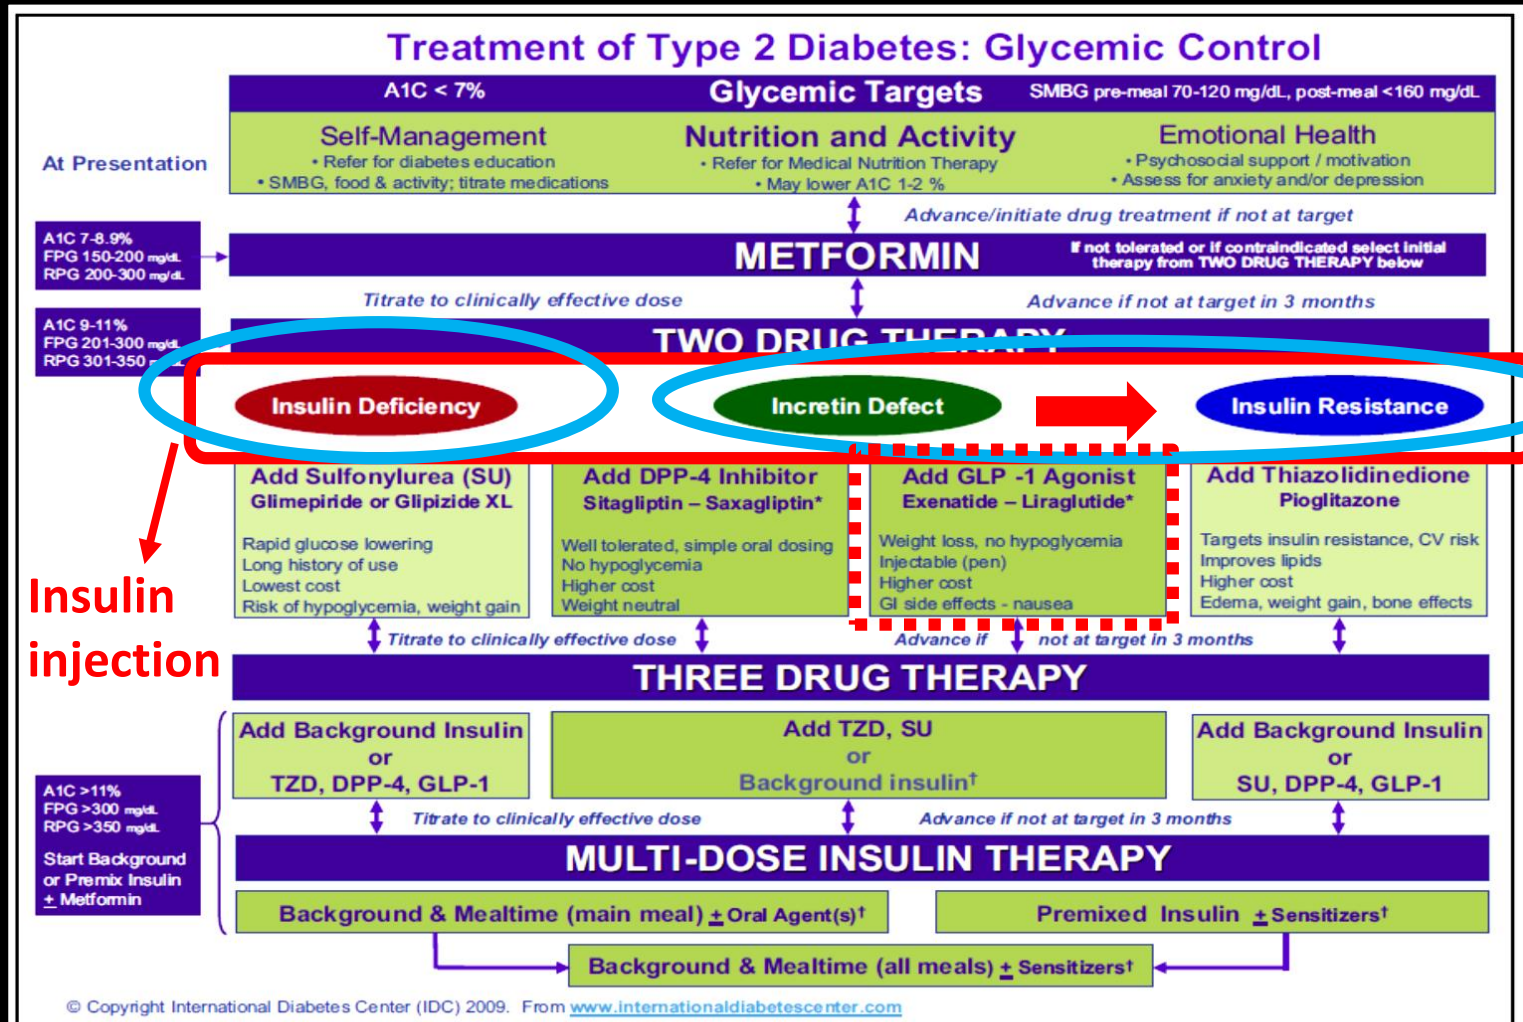 Treatment of Type 2 Diabetes: Glycemic Control
A1C < 7%
Glycemic Targets
SMBG pre-meal 70-120 mg/dL, post-meal <160 mg/dL
At Presentation
Self-Management
• Refer for diabetes education
• SMBG, food & activity; titrate medications
Nutrition and Activity
• Refer for Medical Nutrition Therapy
• May lower A1C 1-2 %
Emotional Health
• Psychosocial support / motivation
• Assess for anxiety and/or depression
Advance/initiate drug treatment if not at target
A1C 7-8.9%
FPG 150-200 mg/dL
RPG 200-300 mg/dL
METFORMIN
If not tolerated or if contraindicated select initial
therapy from TWO DRUG THERAPY below
Titrate to clinically effective dose
Advance if not at target in 3 months
A1C 9-11%
FPG 201-300 mg/dL
RPG 301-350
TWO DRUG THERAPY
Insulin Deficiency
Incretin Defect
Insulin Resistance
Add Sulfonylurea (SU)
Glimepiride or Glipizide XL
Rapid glucose lowering
Long history of use
Lowest cost
Risk of hypoglycemia, weight gain
Add DPP-4 Inhibitor
Sitagliptin – Saxagliptin*
Well tolerated, simple oral dosing
No hypoglycemia
Higher cost
Weight neutral
Add GLP -1 Agonist
Exenatide – Liraglutide*
Weight loss, no hypoglycemia
Injectable (pen)
Higher cost
GI side effects - nausea
Add Thiazolidinedione
Pioglitazone
Targets insulin resistance, CV risk
Improves lipids
Higher cost
Edema, weight gain, bone effects
Insulin
injection
Titrate to clinically effective dose
Advance if not at target in 3 months
THREE DRUG THERAPY
Add Background Insulin
or
TZD, DPP-4, GLP-1
Add TZD, SU
or
Background insulin†
Add Background Insulin
or
SU, DPP-4, GLP-1
A1C >11%
FPG >300 mg/dL
RPG >350 mg/dL
Start Background
or Premix Insulin
± Metformin
Titrate to clinically effective dose
Advance if not at target in 3 months
MULTI-DOSE INSULIN THERAPY
Background & Mealtime (main meal) ± Oral Agent(s)†
Premixed Insulin ± Sensitizers†
Background & Mealtime (all meals) ± Sensitizers†
© Copyright International Diabetes Center (IDC) 2009. From www.internationaldiabetescenter.com